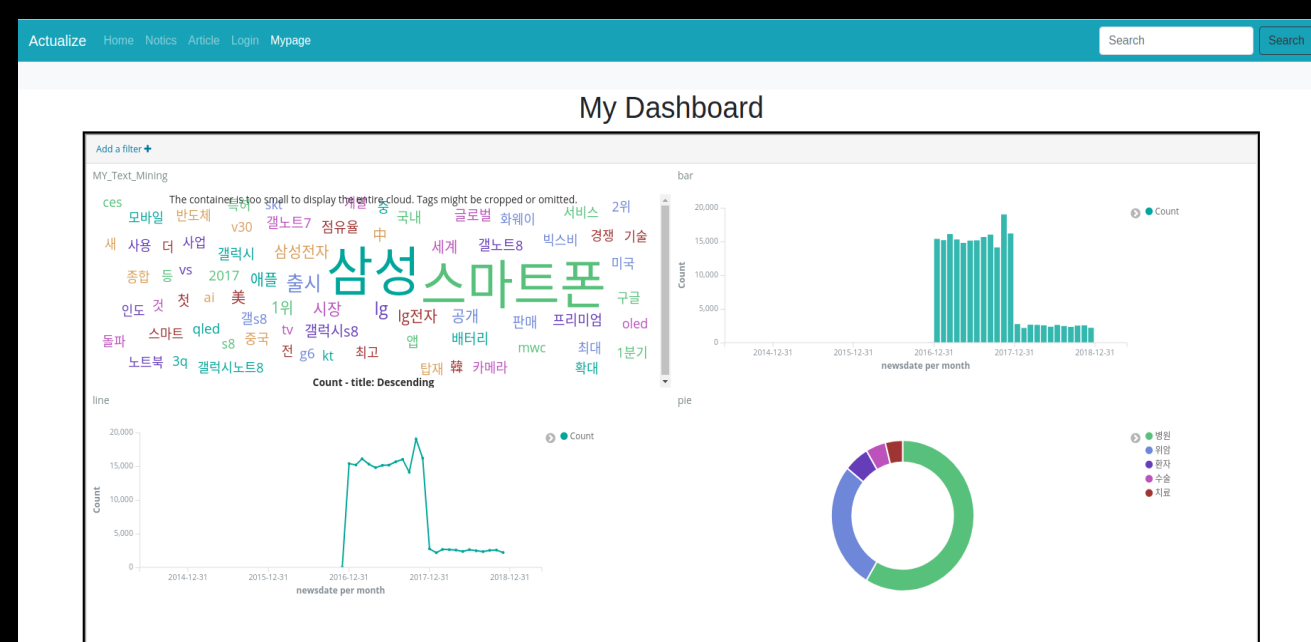 Actualize Home Notics Article Login Mypage Search Search
My Dashboard
Add a filter +
MY_Text_Mining
The container is too small to display the entire cloud. Tags might be cropped or omitted.
ces 특허 skt 개발 중 서비스 2위
모바일 반도체 v30 갤노트7 점유율 中 국내 글로벌 화웨이
새 사용 더 사업 갤럭시 삼성전자 세계 갤노트8 빅스비 경쟁 기술
종합 등 vs 2017 애플 출시 삼성 스마트폰 미국
인도 것 첫 ai 美 1위 시장 lg lg전자 공개 판매 프리미엄 구글 oled
돌파 스마트 qled s8 갤s8 중국 tv 갤럭시s8 앱 배터리 mwc 최대 1분기
노트북 3q 갤럭시노트8 전 g6 kt 최고 탑재 韓 카메라 확대
Count - title: Descending
bar
20,000
15,000
10,000
5,000
0
Count
2014-12-31 2015-12-31 2016-12-31 2017-12-31 2018-12-31
newsdate per month
Count
line
20,000
15,000
10,000
5,000
0
Count
2014-12-31 2015-12-31 2016-12-31 2017-12-31 2018-12-31
newsdate per month
Count
pie
병원
위암
환자
수술
치료